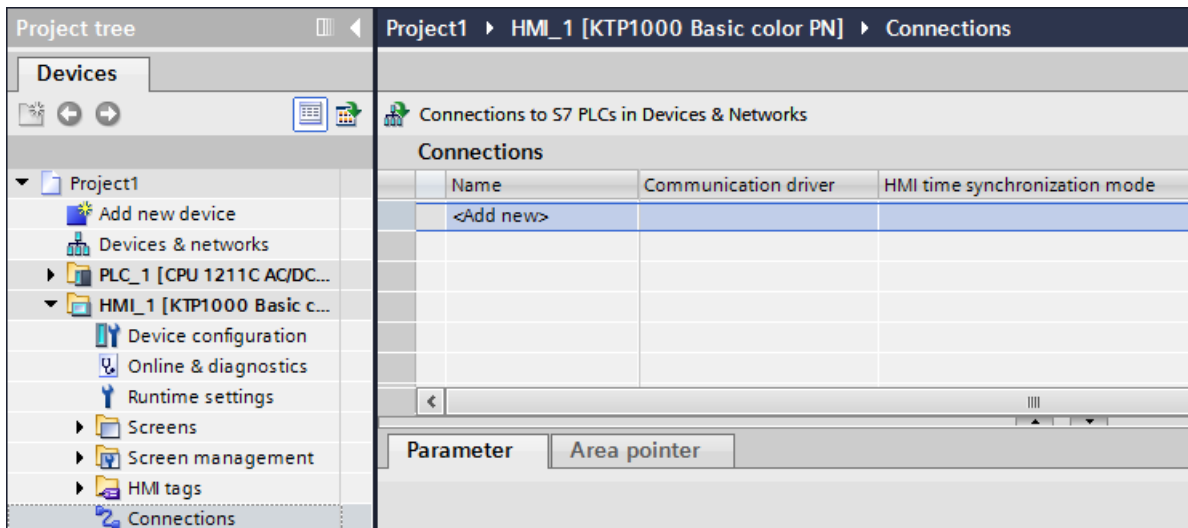 Project tree
Project1 ▸ HMI_1 [KTP1000 Basic color PN] ▸ Connections
Devices
Connections to S7 PLCs in Devices & Networks
Connections
Name Communication driver HMI time synchronization mode
<Add new>
Project1
Add new device
Devices & networks
PLC_1 [CPU 1211C AC/DC...
HMI_1 [KTP1000 Basic c...
Device configuration
Online & diagnostics
Runtime settings
Screens
Screen management
HMI tags
Connections
Parameter Area pointer